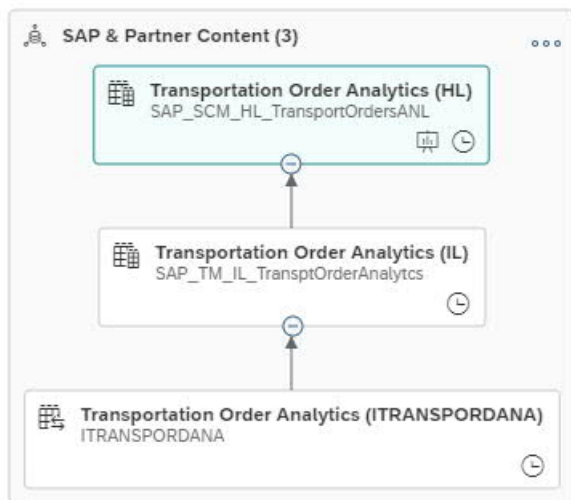 SAP & Partner Content (3)
Transportation Order Analytics (HL)
SAP_SCM_HL_TransportOrdersANL
Transportation Order Analytics (IL)
SAP_TM_IL_TransptOrderAnalytcs
Transportation Order Analytics (ITRANSPORDANA)
ITRANSPORDANA